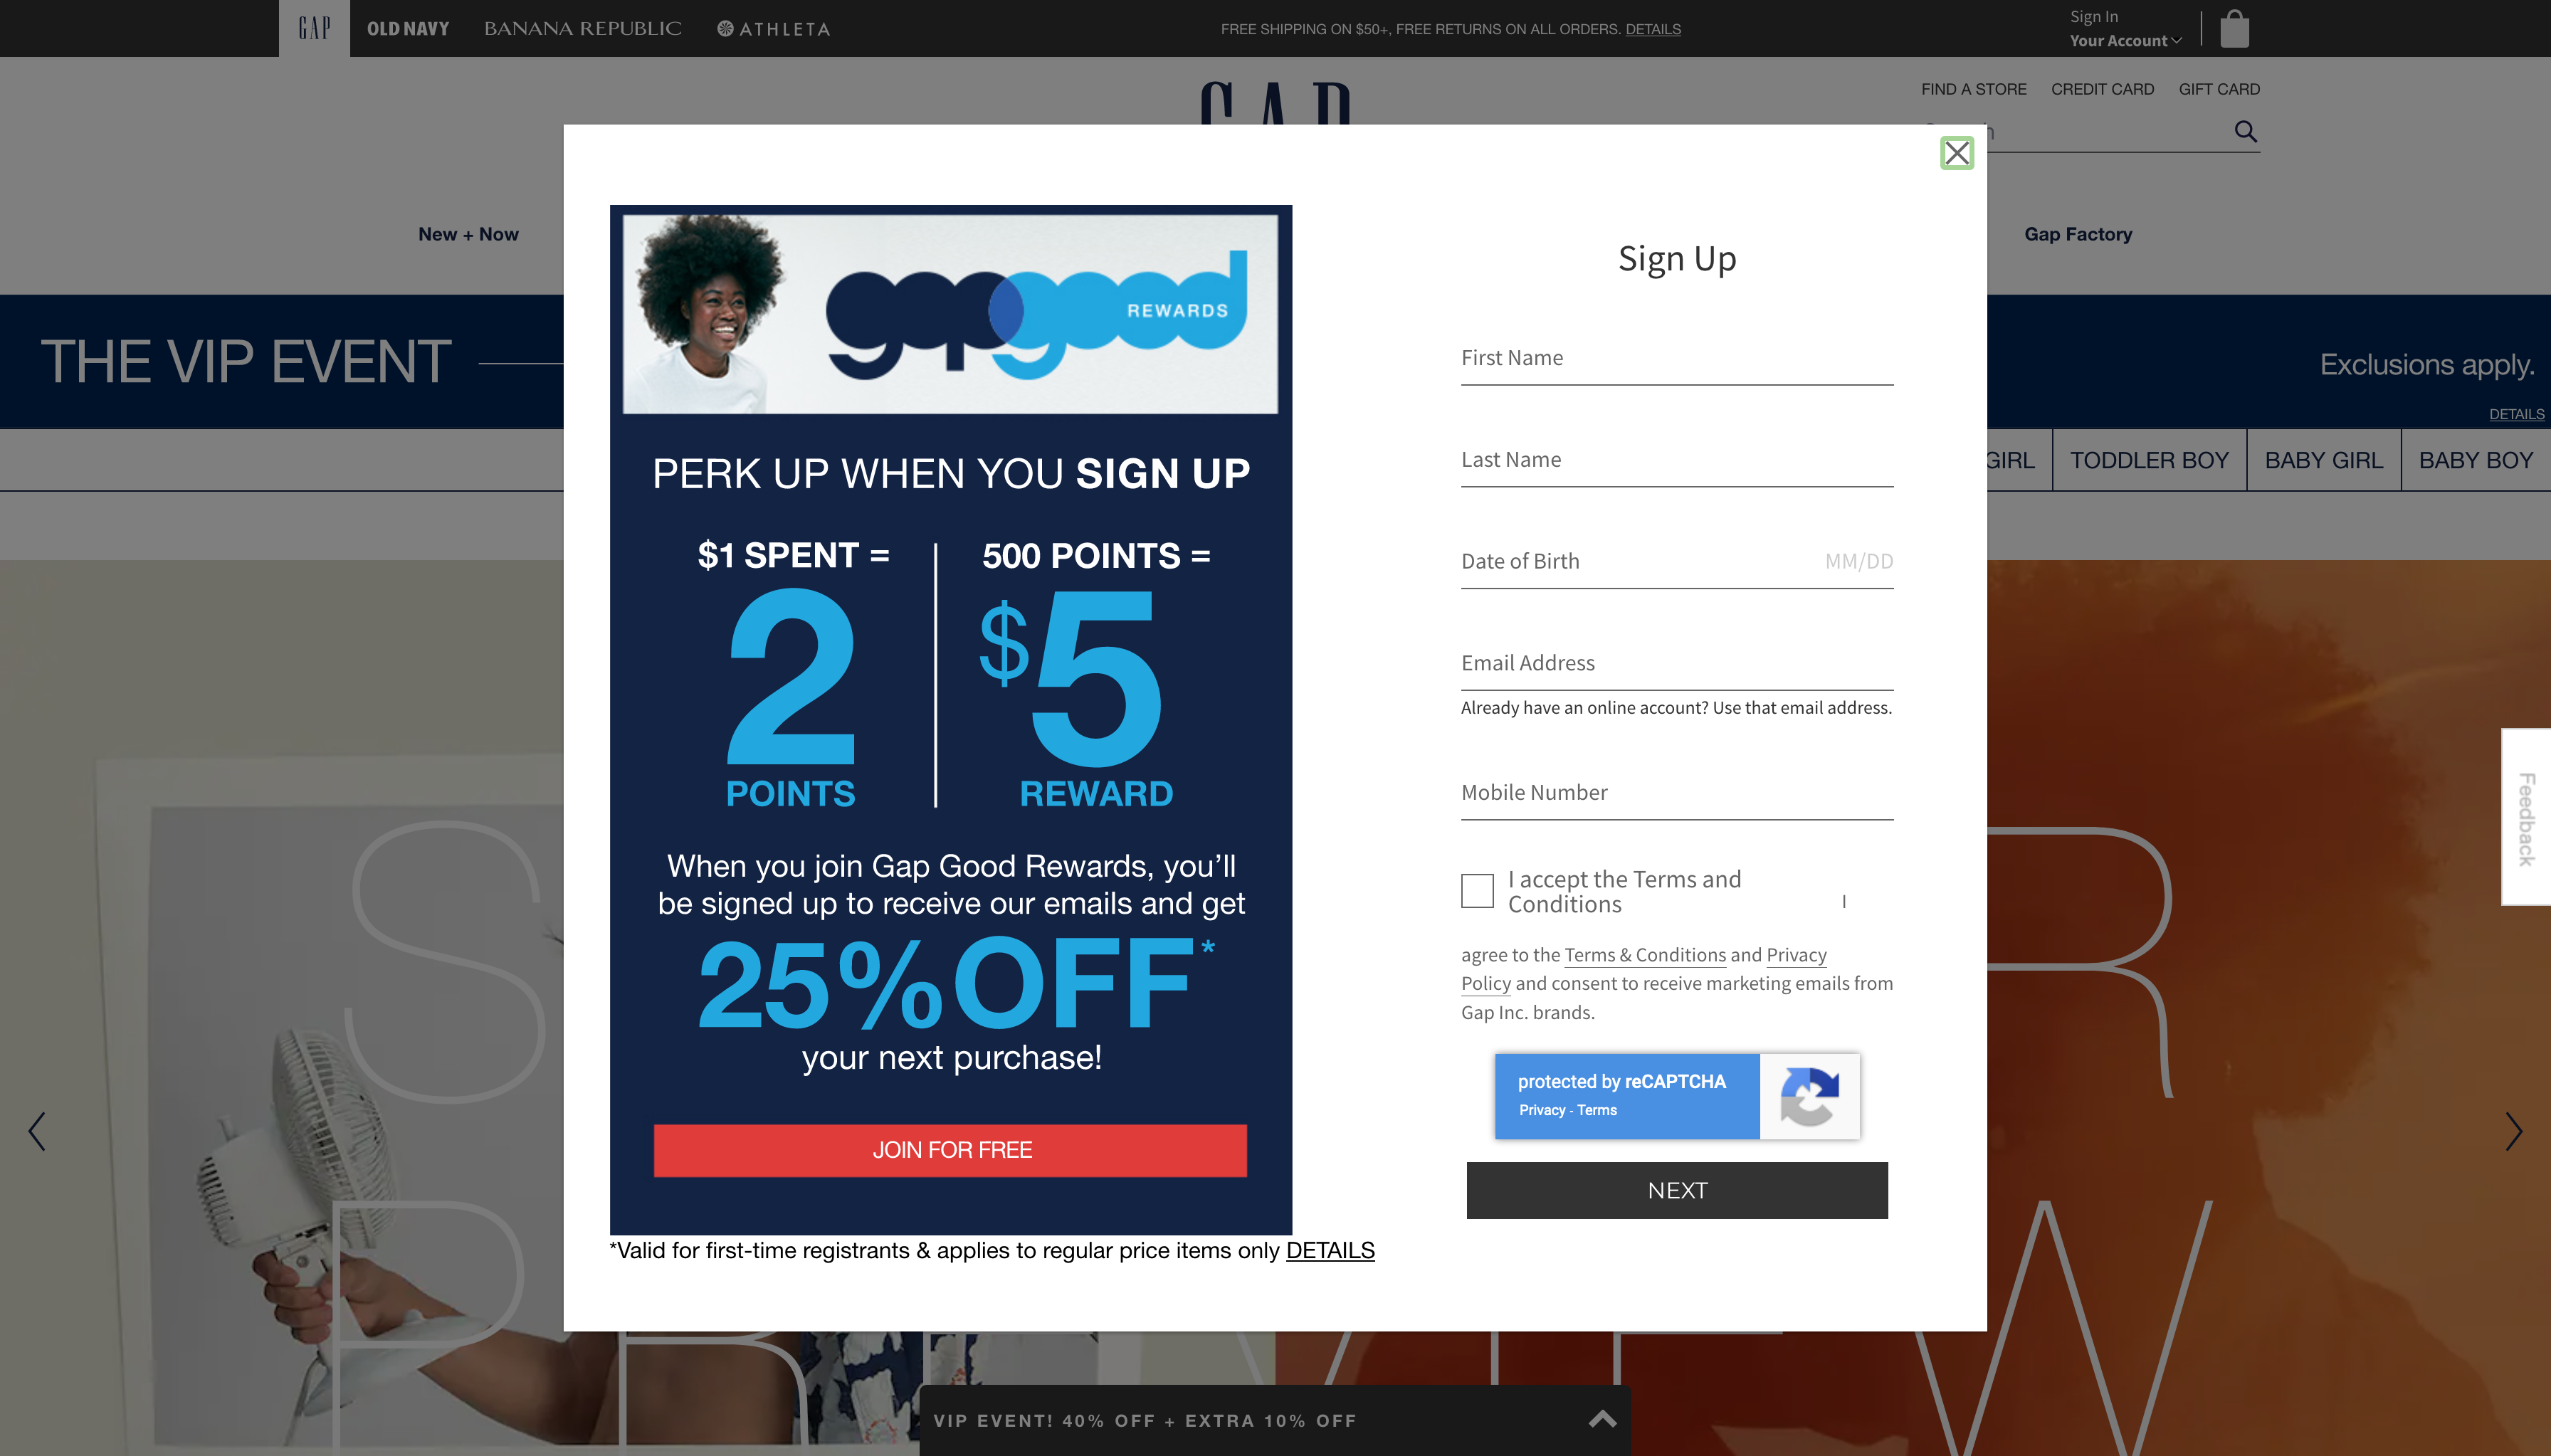 GAP
OLD NAVY
BANANA REPUBLIC
ATHLETA
FREE SHIPPING ON $50+, FREE RETURNS ON ALL ORDERS. DETAILS
Sign In
Your Account
FIND A STORE
CREDIT CARD
GIFT CARD
GAP
New + Now
Gap Factory
THE VIP EVENT
Exclusions apply.
DETAILS
GIRL
TODDLER BOY
BABY GIRL
BABY BOY
gapgood
REWARDS
PERK UP WHEN YOU SIGN UP
$1 SPENT =
2
POINTS
500 POINTS =
$5
REWARD
When you join Gap Good Rewards, you'll
be signed up to receive our emails and get
25%OFF*
your next purchase!
JOIN FOR FREE
*Valid for first-time registrants & applies to regular price items only DETAILS
Sign Up
First Name
Last Name
Date of Birth MM/DD
Email Address
Already have an online account? Use that email address.
Mobile Number
I accept the Terms and
Conditions I
agree to the Terms & Conditions and Privacy
Policy and consent to receive marketing emails from
Gap Inc. brands.
protected by reCAPTCHA
Privacy - Terms
NEXT
Feedback
VIP EVENT! 40% OFF + EXTRA 10% OFF